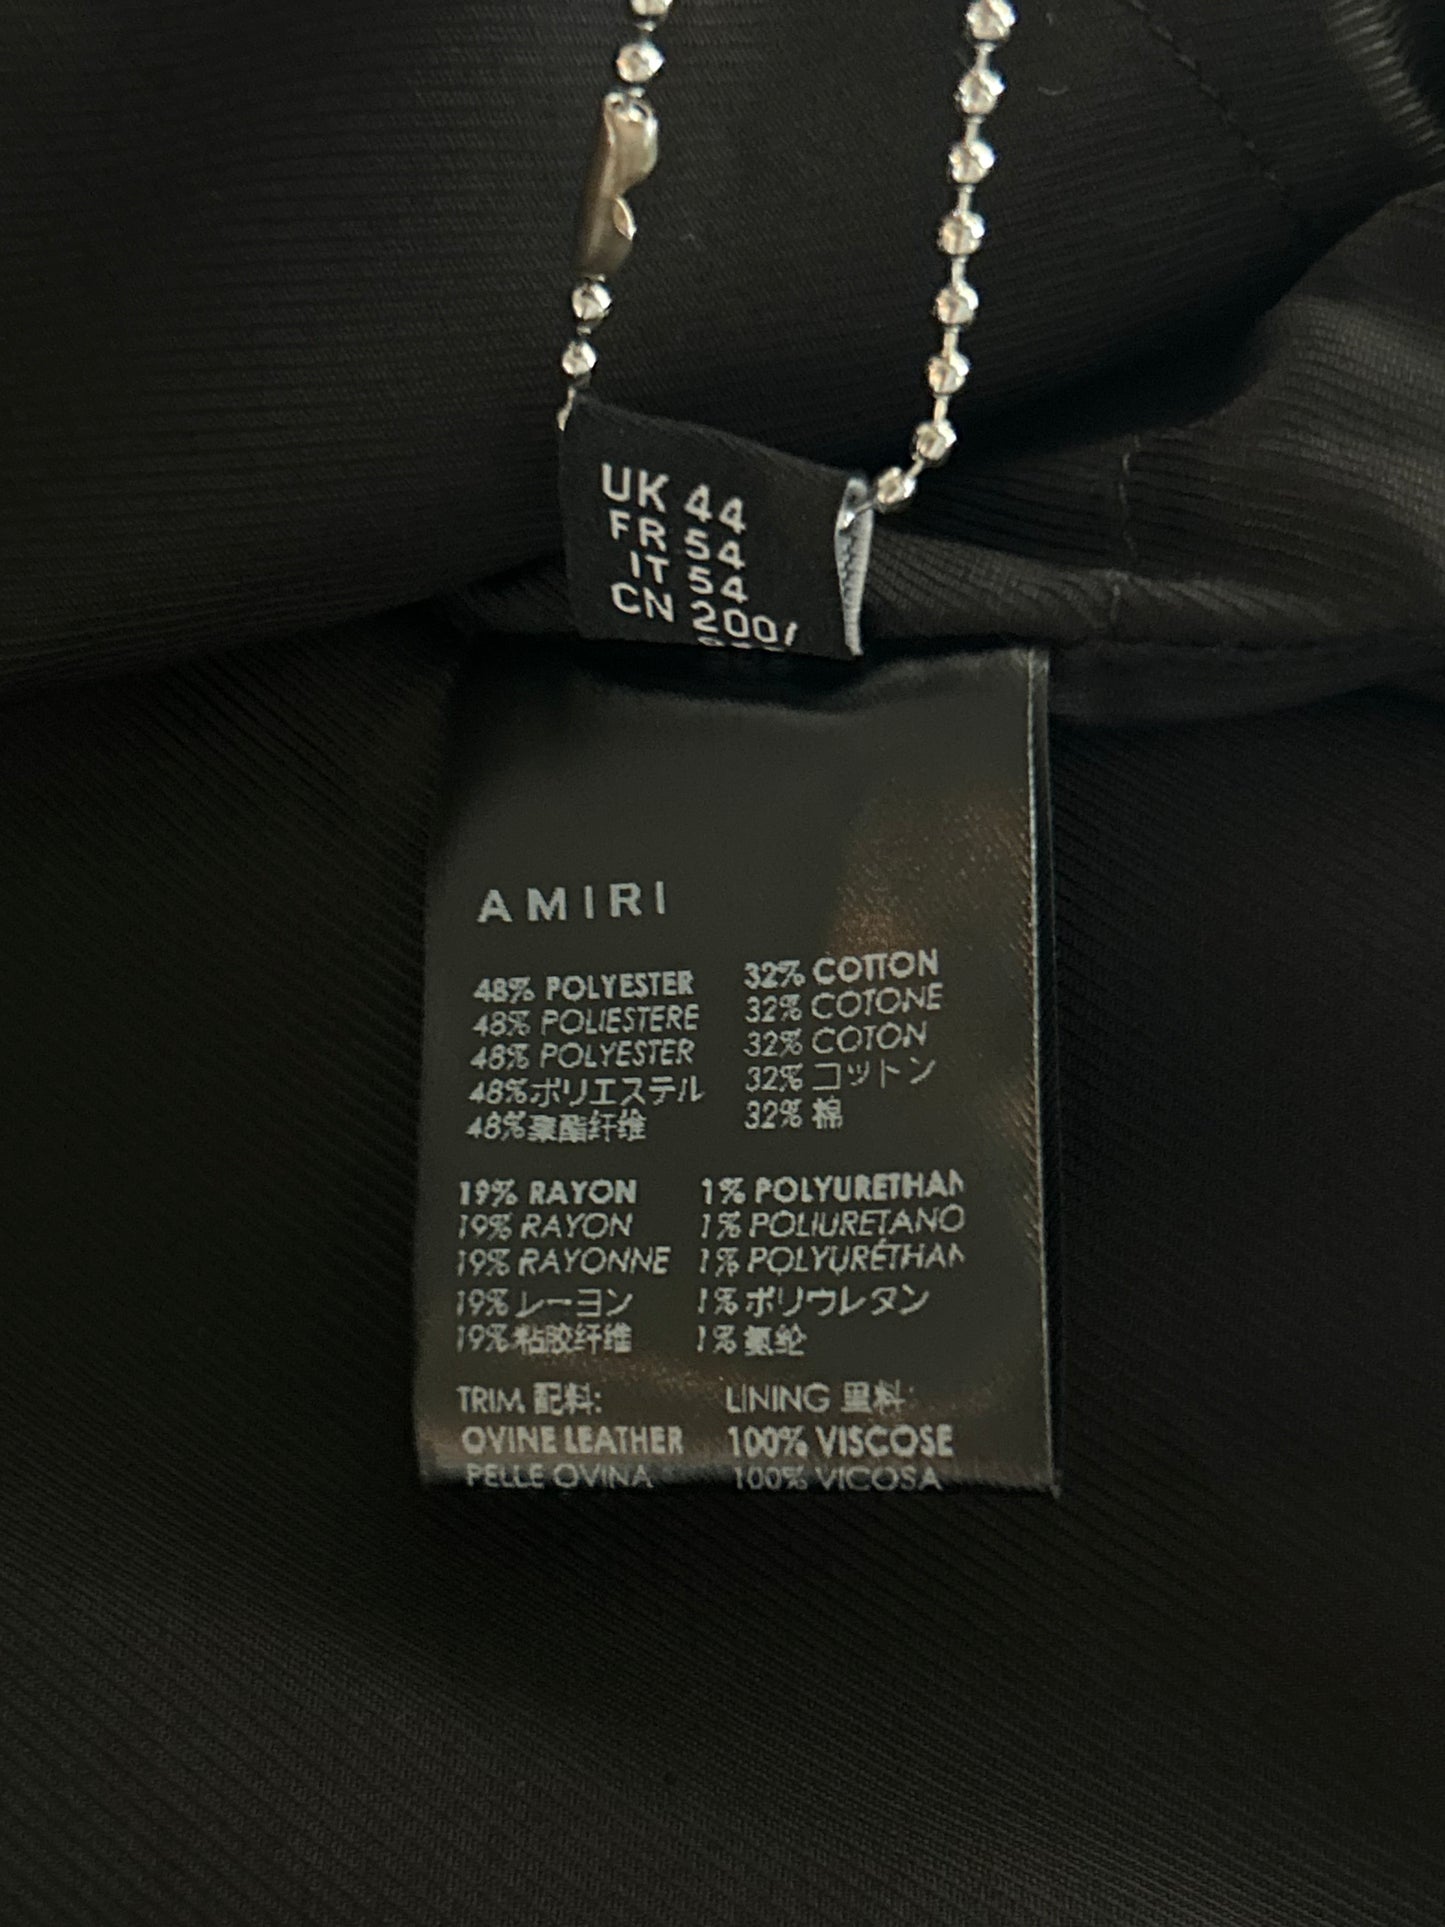 UK 44
FR 54
IT 54
CN 200/
AMIRI
48% POLYESTER
48% POLIESTERE
48% POLYESTER
48%ポリエステル
48%聚酯纤维
32% COTTON
32% COTONE
32% COTON
32% コットン
32% 棉
19% RAYON
19% RAYON
19% RAYONNE
19%レーヨン
19%粘胶纤维
1% POLYURETHAN
1% POLIURETANO
1% POLYURÉTHAN
1%ポリウレタン
1% 氨纶
TRIM 配料:
OVINE LEATHER
PELLE OVINA
LINING 里料:
100% VISCOSE
100% VICOSA